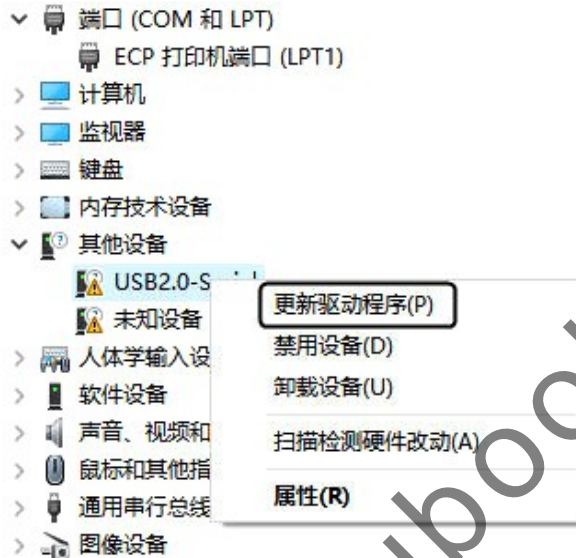 端口 (COM 和 LPT)
ECP 打印机端口 (LPT1)
计算机
监视器
键盘
内存技术设备
其他设备
USB2.0-S
更新驱动程序(P)
未知设备
禁用设备(D)
人体学输入设
软件设备
卸载设备(U)
声音、视频和
扫描检测硬件改动(A)
鼠标和其他指
属性(R)
通用串行总线
图像设备